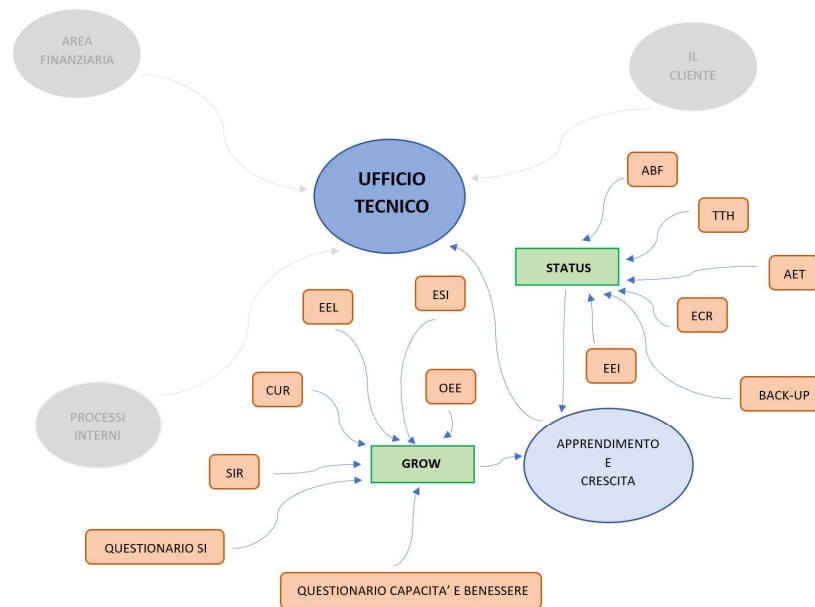 AREA
FINANZIARIA
IL
CLIENTE
UFFICIO
TECNICO
ABF
TTH
STATUS
AET
EEL
ESI
ECR
EEI
CUR
OEE
BACK-UP
PROCESSI
INTERNI
APPRENDIMENTO
E
CRESCITA
GROW
SIR
QUESTIONARIO SI
QUESTIONARIO CAPACITA’ E BENESSERE